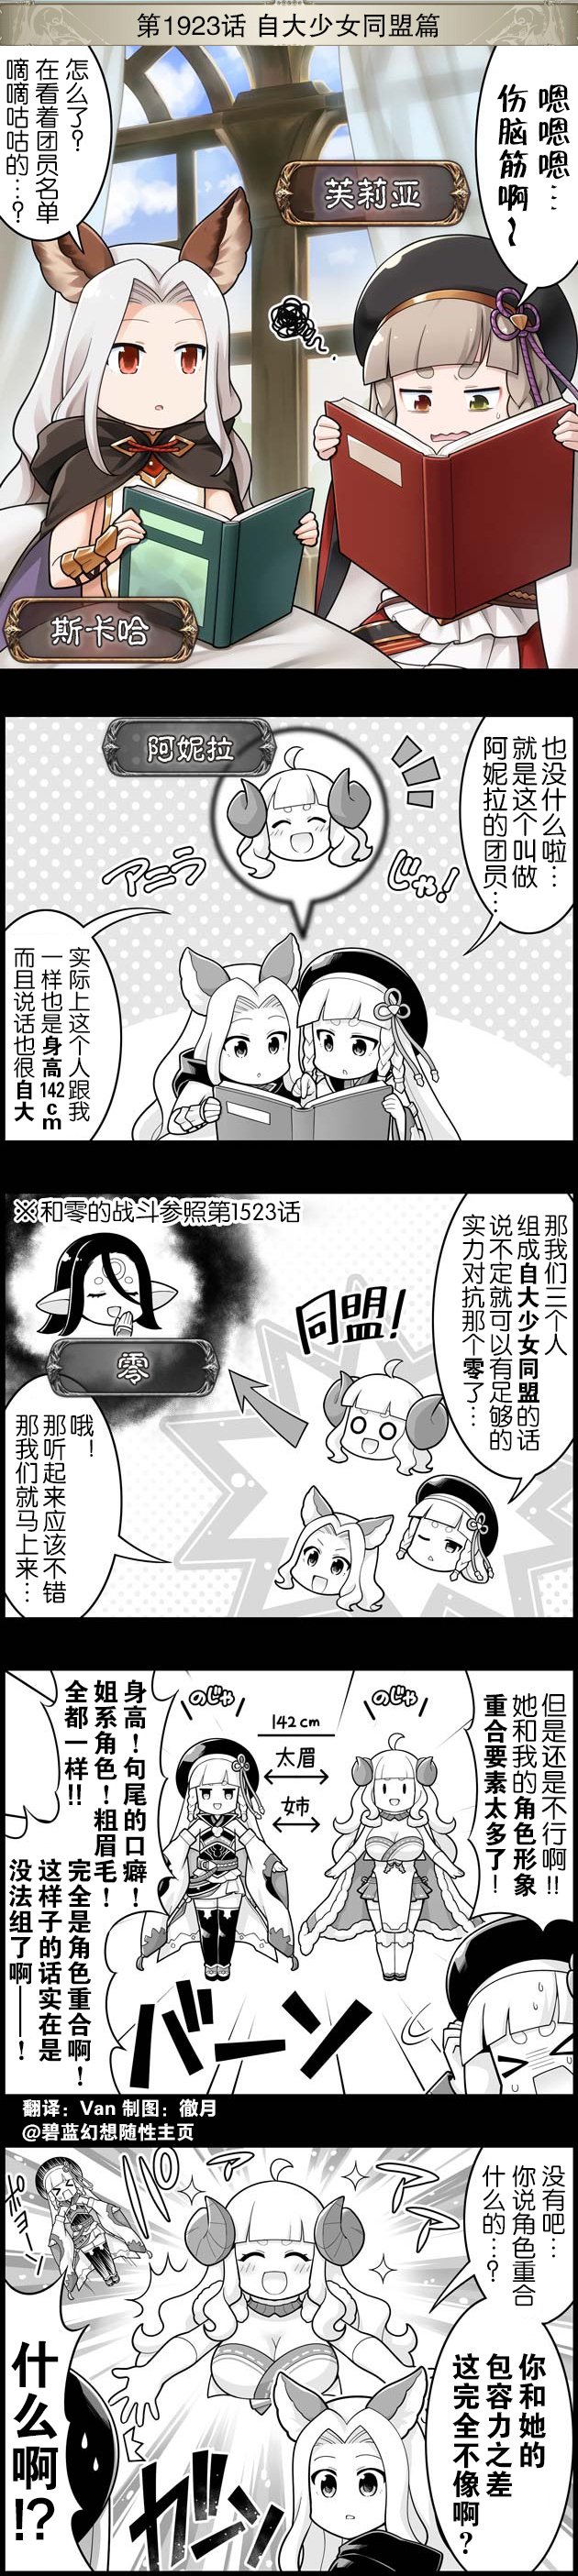 第1923话 自大少女同盟篇
嗯嗯嗯…
伤脑筋啊~
怎么了?
在看着团员名单
嘀嘀咕咕的…?
芙莉亚
斯卡哈
也没什么啦…
就是这个叫做
阿妮拉的团员…
阿妮拉
アニラ
じゃ!
实际上这个人跟我
一样也是身高142cm
而且说话也很自大
那我们三个人
组成自大少女同盟的话
说不定就可以有足够的
实力对抗那个零了…
※和零的战斗参照第1523话
同盟!
零
哦!
那听起来应该不错
那我们就马上来…
但是还是不行啊!!
她和我的角色形象
重合要素太多了!
のじゃ
のじゃ
142cm
太眉
姉
身高!句尾的口癖!
姐系角色!粗眉毛!
全都一样!!
完全是角色重合啊!
这样子的话实在是
没法组了啊——!
バーン
翻译：Van 制图：徹月
@碧蓝幻想随性主页
没有吧…
你说角色重合
什么的…?
你和她的
包容力之差
这完全不像啊?
什么啊!?
ガーン